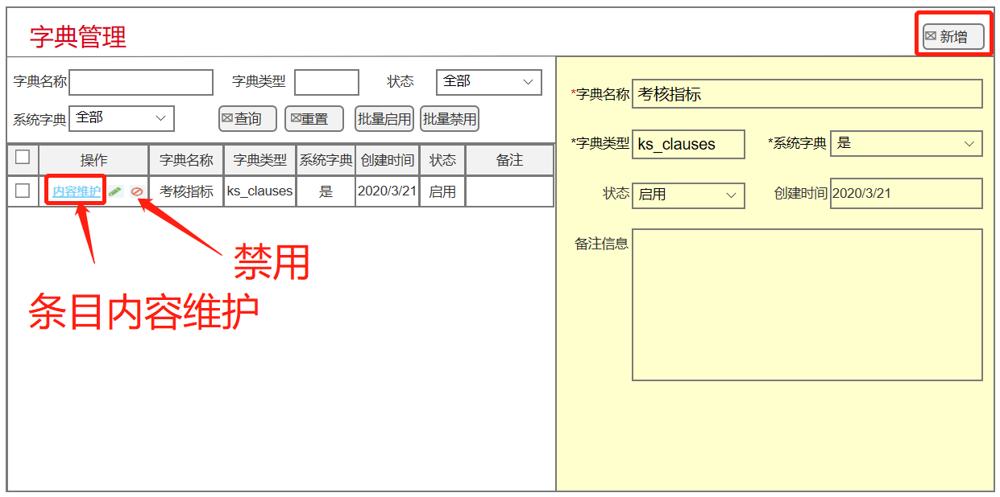 字典管理
新增
字典名称 字典类型 状态 全部
系统字典 全部 查询 重置 批量启用 批量禁用
操作 字典名称 字典类型 系统字典 创建时间 状态 备注
内容维护 考核指标 ks_clauses 是 2020/3/21 启用
禁用
条目内容维护
*字典名称 考核指标
*字典类型 ks_clauses *系统字典 是
状态 启用 创建时间 2020/3/21
备注信息